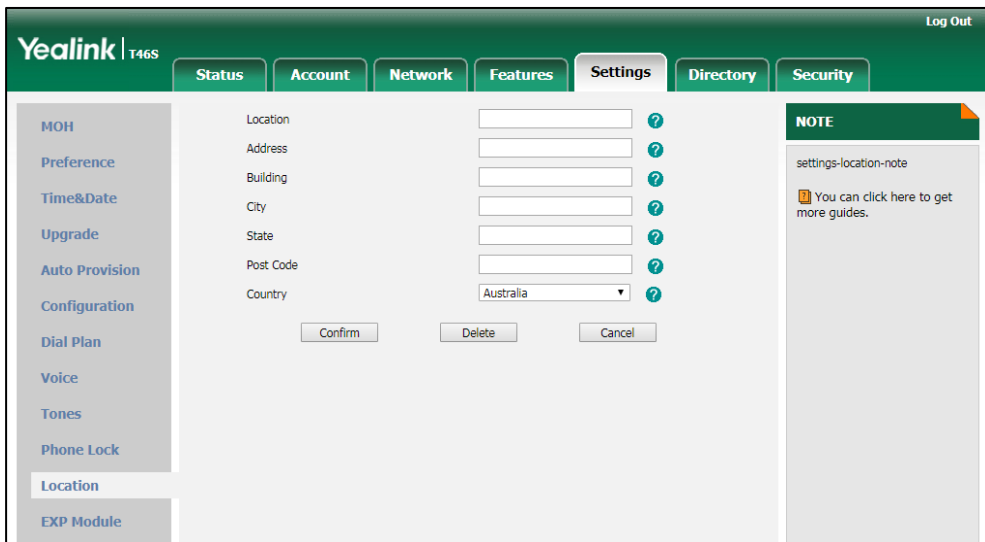 Log Out
Yealink T46S
Status Account Network Features Settings Directory Security
MOH
Preference
Time&Date
Upgrade
Auto Provision
Configuration
Dial Plan
Voice
Tones
Phone Lock
Location
EXP Module
Location ?
Address ?
Building ?
City ?
State ?
Post Code ?
Country Australia ?
Confirm Delete Cancel
NOTE
settings-location-note
? You can click here to get
more guides.